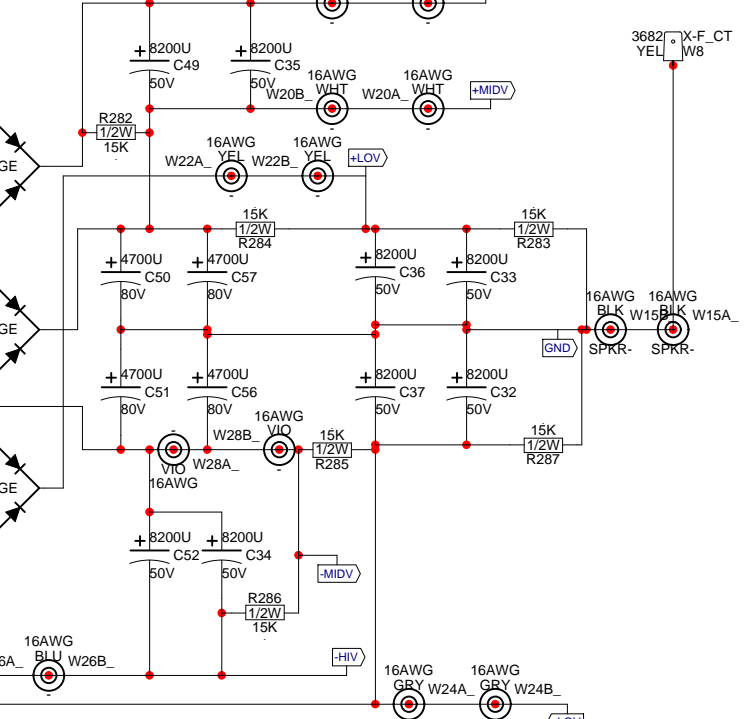 8200U
C49
50V
8200U
C35
50V
16AWG
WHT
W20B_
-
16AWG
WHT
W20A_
-
+MIDV
3682
YEL
X-F_CT
W8
R282
1/2W
15K
GE
16AWG
YEL
W22A_
-
16AWG
YEL
W22B_
-
+LOV
15K
1/2W
R284
15K
1/2W
R283
4700U
C50
80V
4700U
C57
80V
8200U
C36
50V
8200U
C33
50V
GE
16AWG
BLK
W15B_
SPKR-
16AWG
BLK
W15A_
SPKR-
GND
4700U
C51
80V
4700U
C56
80V
8200U
C37
50V
8200U
C32
50V
-
VIO
16AWG
W28A_
16AWG
VIO
W28B_
-
15K
1/2W
R285
15K
1/2W
R287
GE
8200U
C52
50V
8200U
C34
50V
-MIDV
R286
1/2W
15K
6A_
16AWG
BLU
W26B_
-
-HIV
16AWG
GRY
W24A_
16AWG
GRY
W24B_